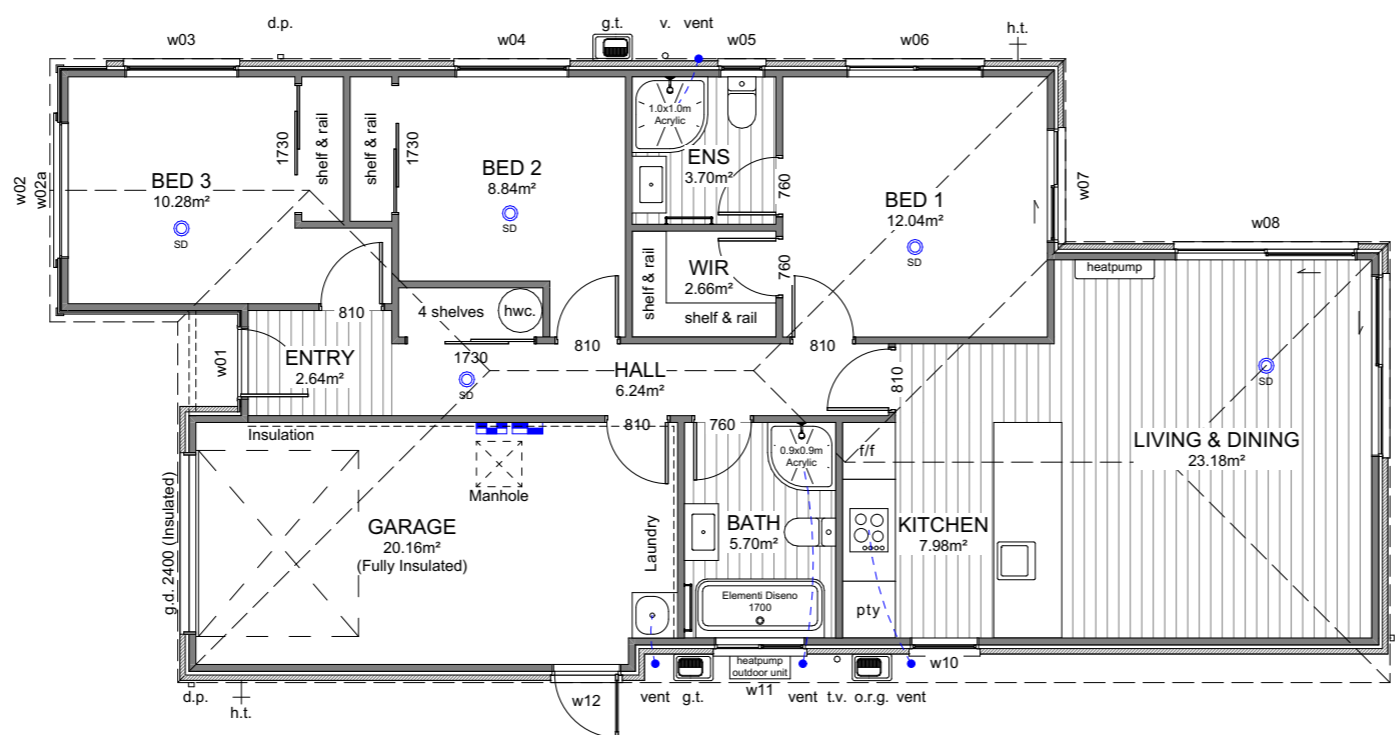 d.p.
g.t.
v.
vent
h.t.
w03
w04
w05
w06
w02
w02a
BED 3
10.28m²
SD
1730
shelf & rail
shelf & rail
1730
BED 2
8.84m²
SD
1.0x1.0m
Acrylic
ENS
3.70m²
760
BED 1
12.04m²
SD
w07
w08
heatpump
WIR
2.66m²
760
shelf & rail
shelf & rail
810
4 shelves
hwc.
810
810
w01
ENTRY
2.64m²
1730
SD
HALL
6.24m²
810
SD
Insulation
810
760
Manhole
0.9x0.9m
Acrylic
f/f
LIVING & DINING
23.18m²
g.d. 2400 (Insulated)
GARAGE
20.16m²
(Fully Insulated)
Laundry
BATH
5.70m²
KITCHEN
7.98m²
Elementi Diseno
1700
pty
heatpump
outdoor unit
w10
d.p.
h.t.
w12
vent
g.t.
w11
vent
t.v.
o.r.g.
vent